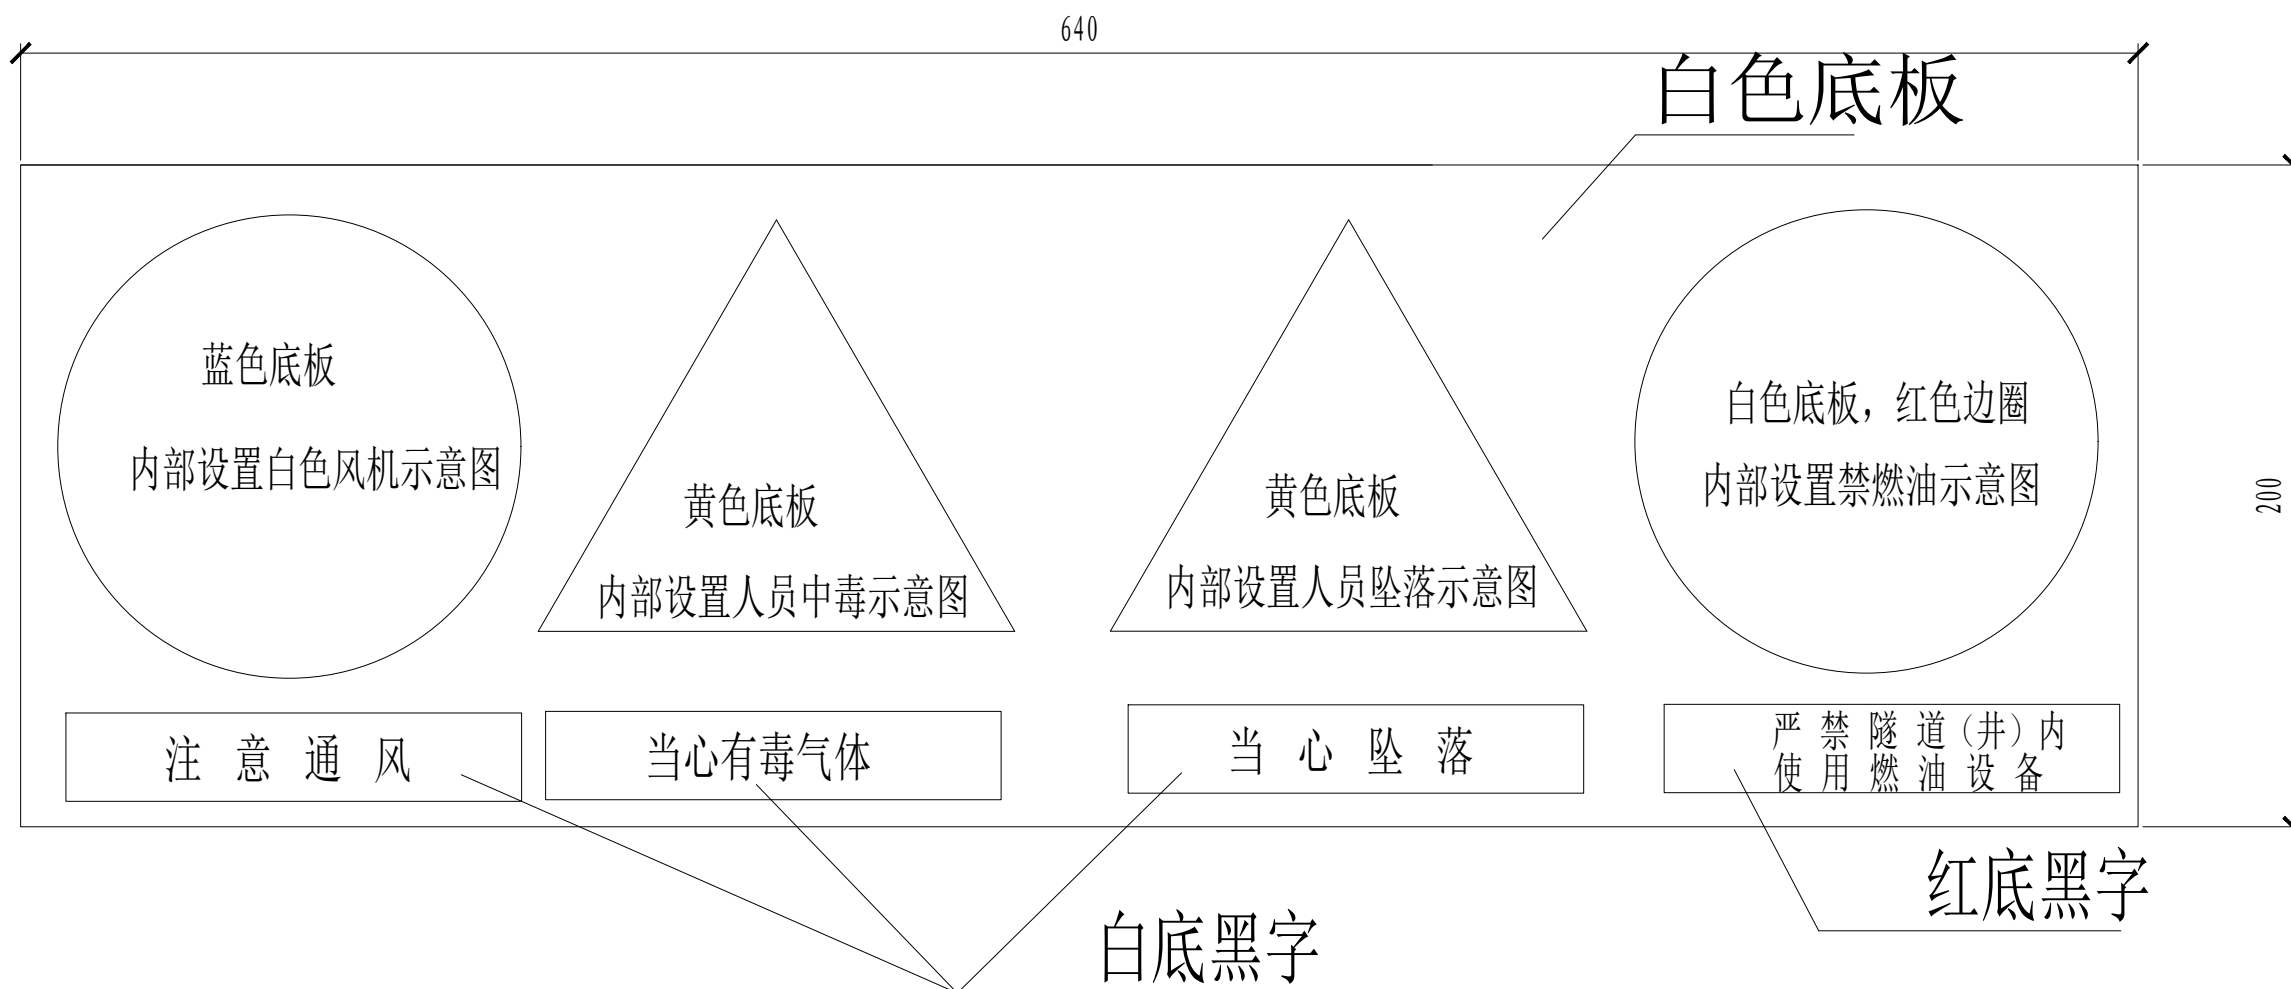 640
白色底板
蓝色底板
内部设置白色风机示意图
黄色底板
内部设置人员中毒示意图
黄色底板
内部设置人员坠落示意图
白色底板，红色边圈
内部设置禁燃油示意图
200
注意通风
当心有毒气体
当心坠落
严禁隧道(井)内
使用燃油设备
白底黑字
红底黑字